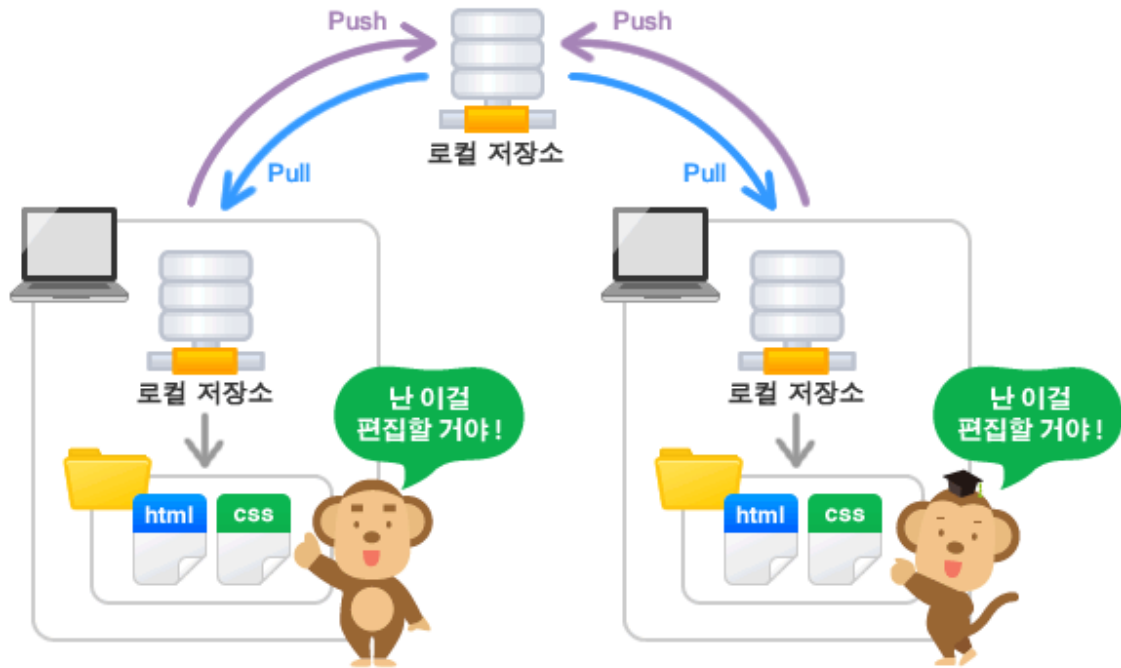 Push
Push
로컬 저장소
Pull
Pull
로컬 저장소
로컬 저장소
난 이걸
편집할 거야 !
난 이걸
편집할 거야 !
html
css
html
css